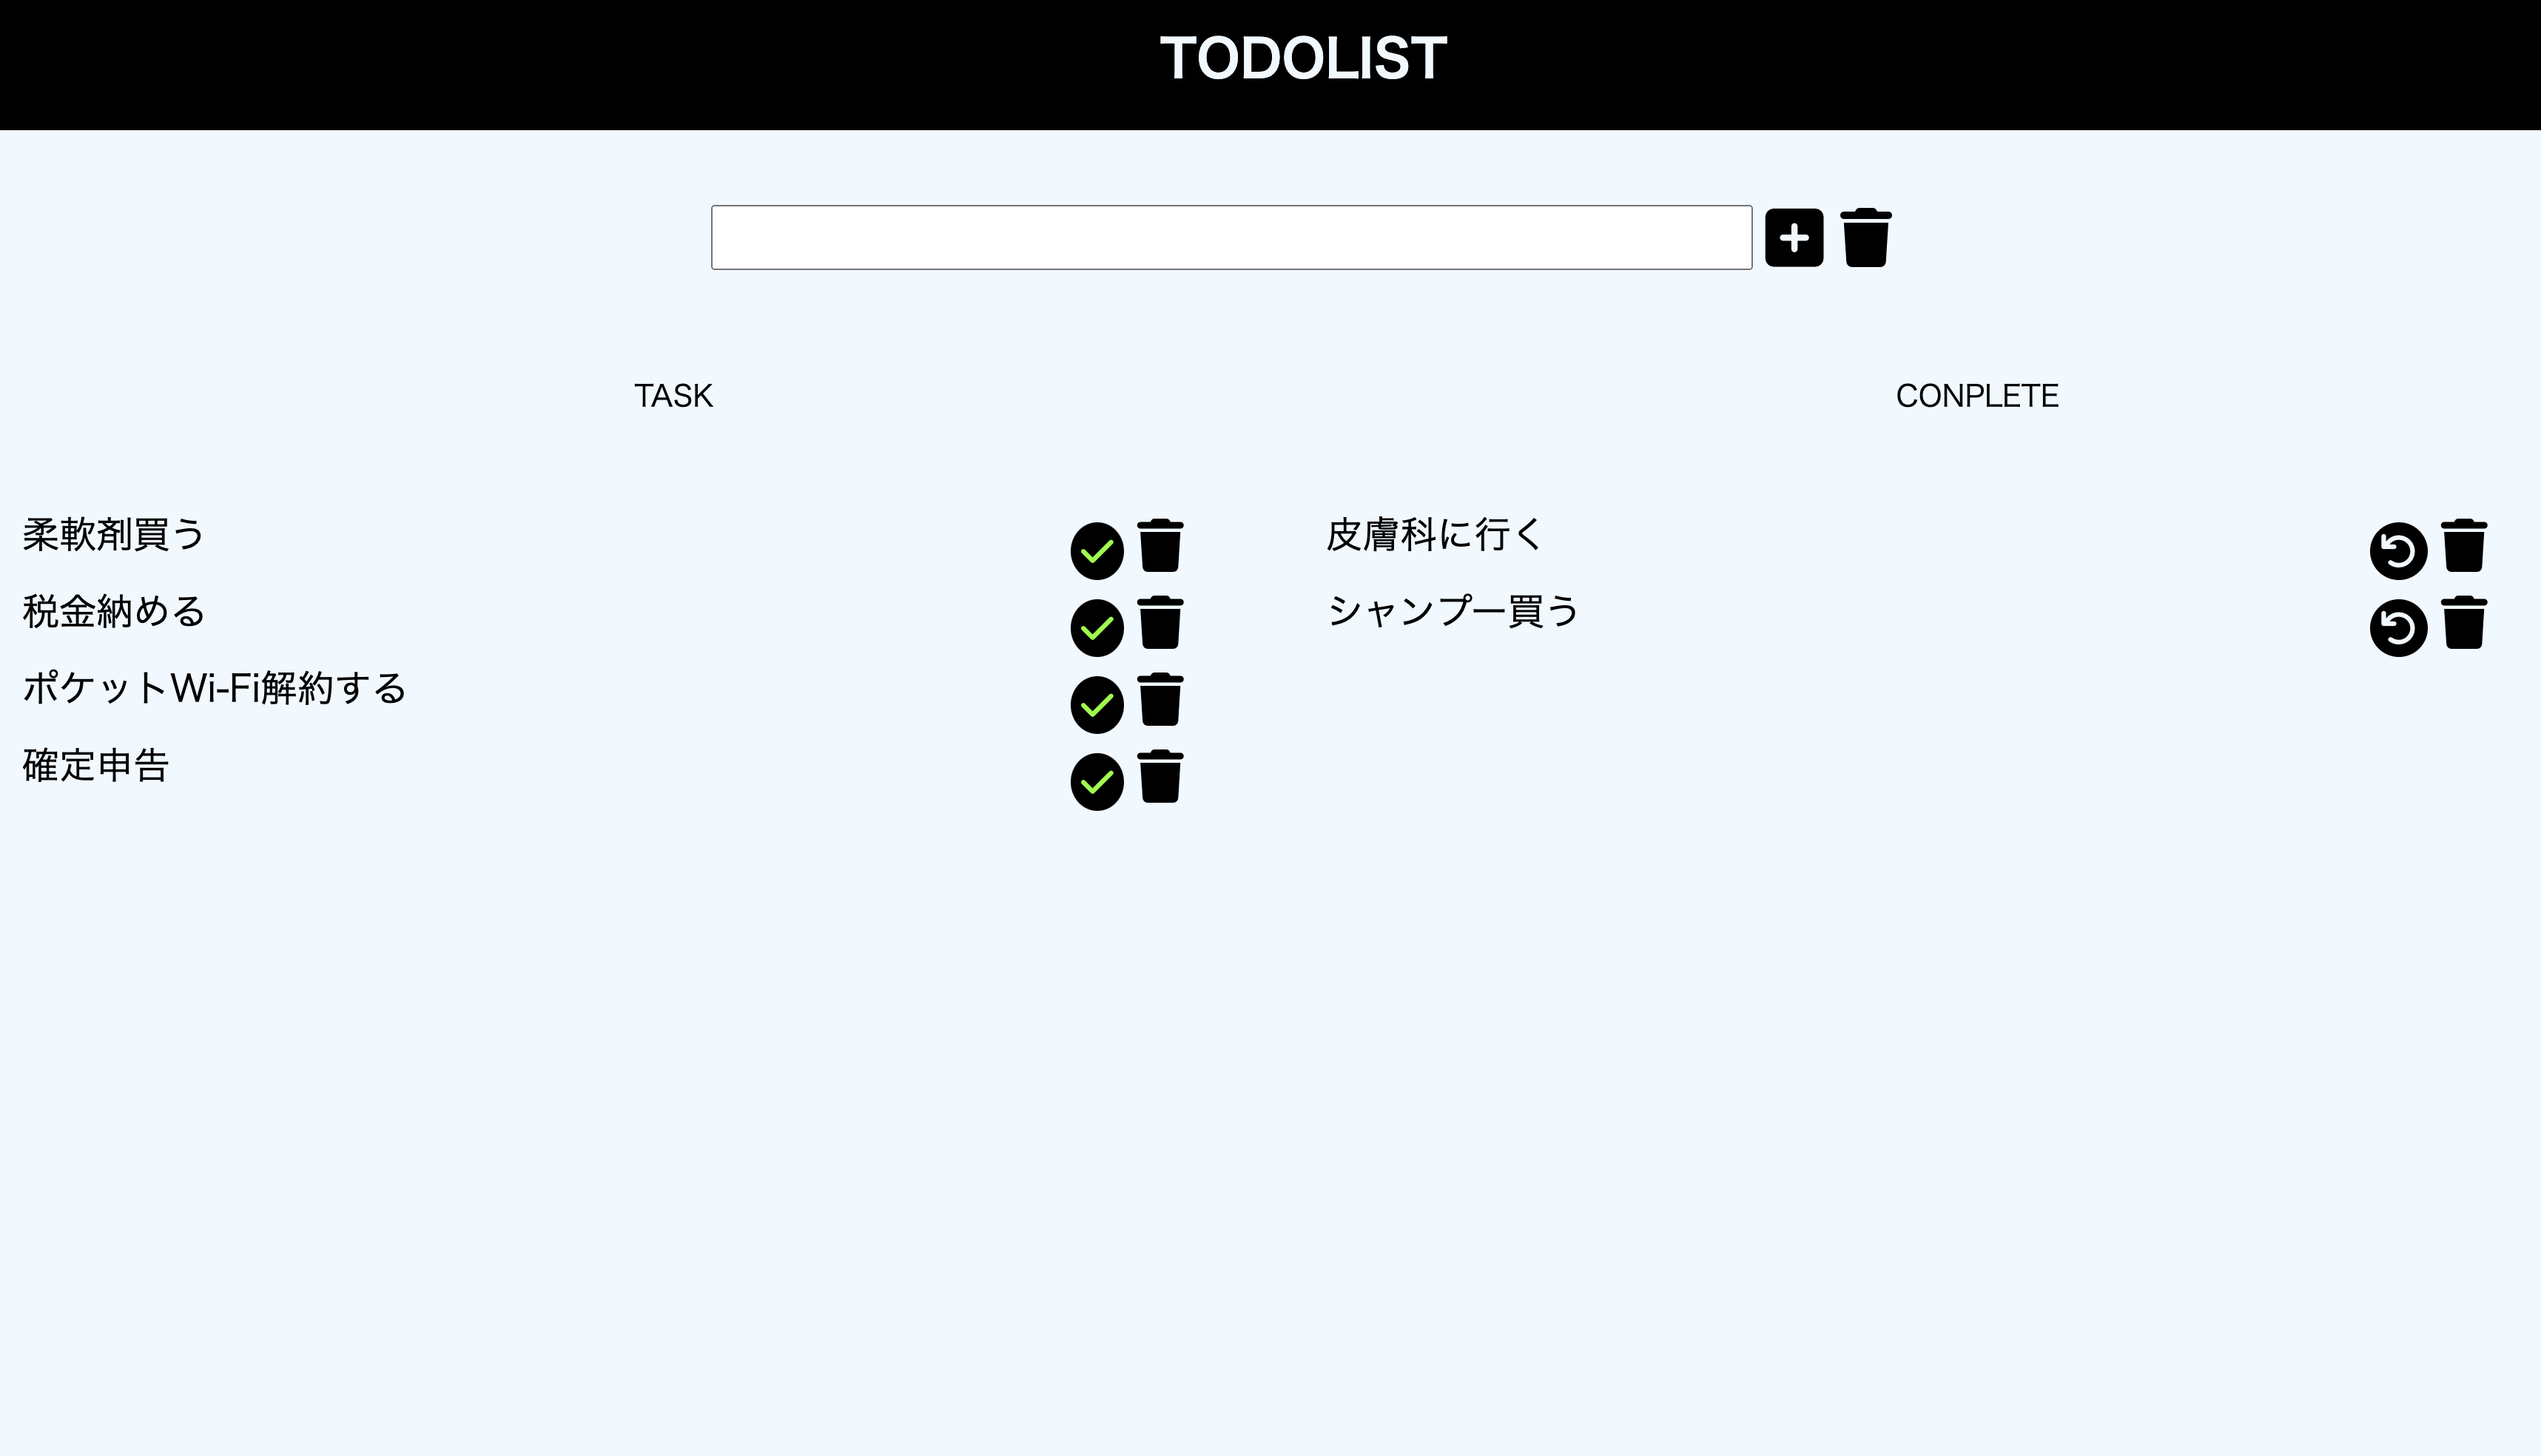 TODOLIST
TASK
CONPLETE
柔軟剤買う
税金納める
ポケットWi-Fi解約する
確定申告
皮膚科に行く
シャンプー買う